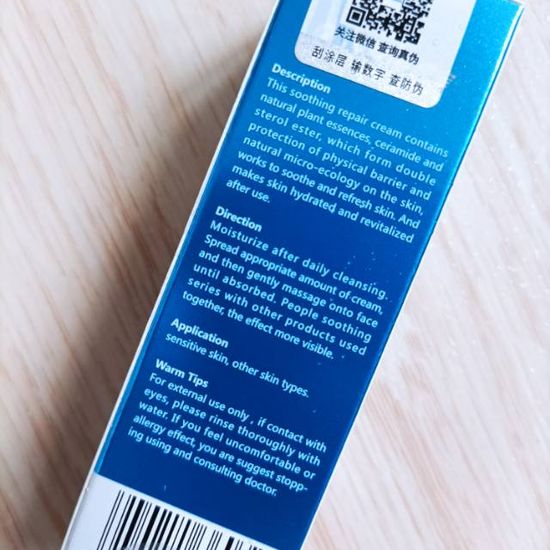 关注微信 查询真伪
刮涂层 输数字 查防伪
Description
This soothing repair cream contains
natural plant essences, ceramide and
sterol ester, which form double
protection of physical barrier and
natural micro-ecology on the skin,
works to soothe and refresh skin. And
makes skin hydrated and revitalized
after use.
Direction
Moisturize after daily cleansing.
Spread appropriate amount of cream,
and then gently massage onto face
until absorbed. People soothing
series with other products used
together, the effect more visible.
Application
sensitive skin, other skin types.
Warm Tips
For external use only , if contact with
eyes, please rinse thoroughly with
water. If you feel uncomfortable or
allergy effect, you are suggest stopp-
ing using and consulting doctor.